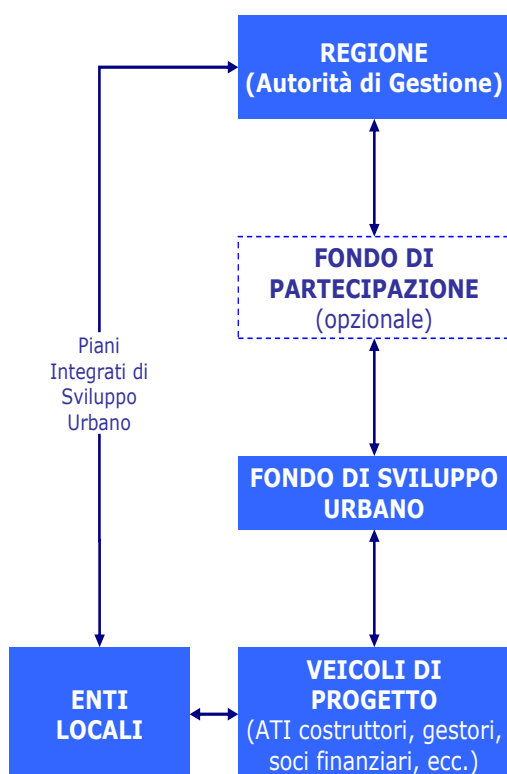 REGIONE
(Autorità di Gestione)
FONDO DI
PARTECIPAZIONE
(opzionale)
Piani
Integrati di
Sviluppo
Urbano
FONDO DI SVILUPPO
URBANO
ENTI
LOCALI
VEICOLI DI
PROGETTO
(ATI costruttori, gestori,
soci finanziari, ecc.)